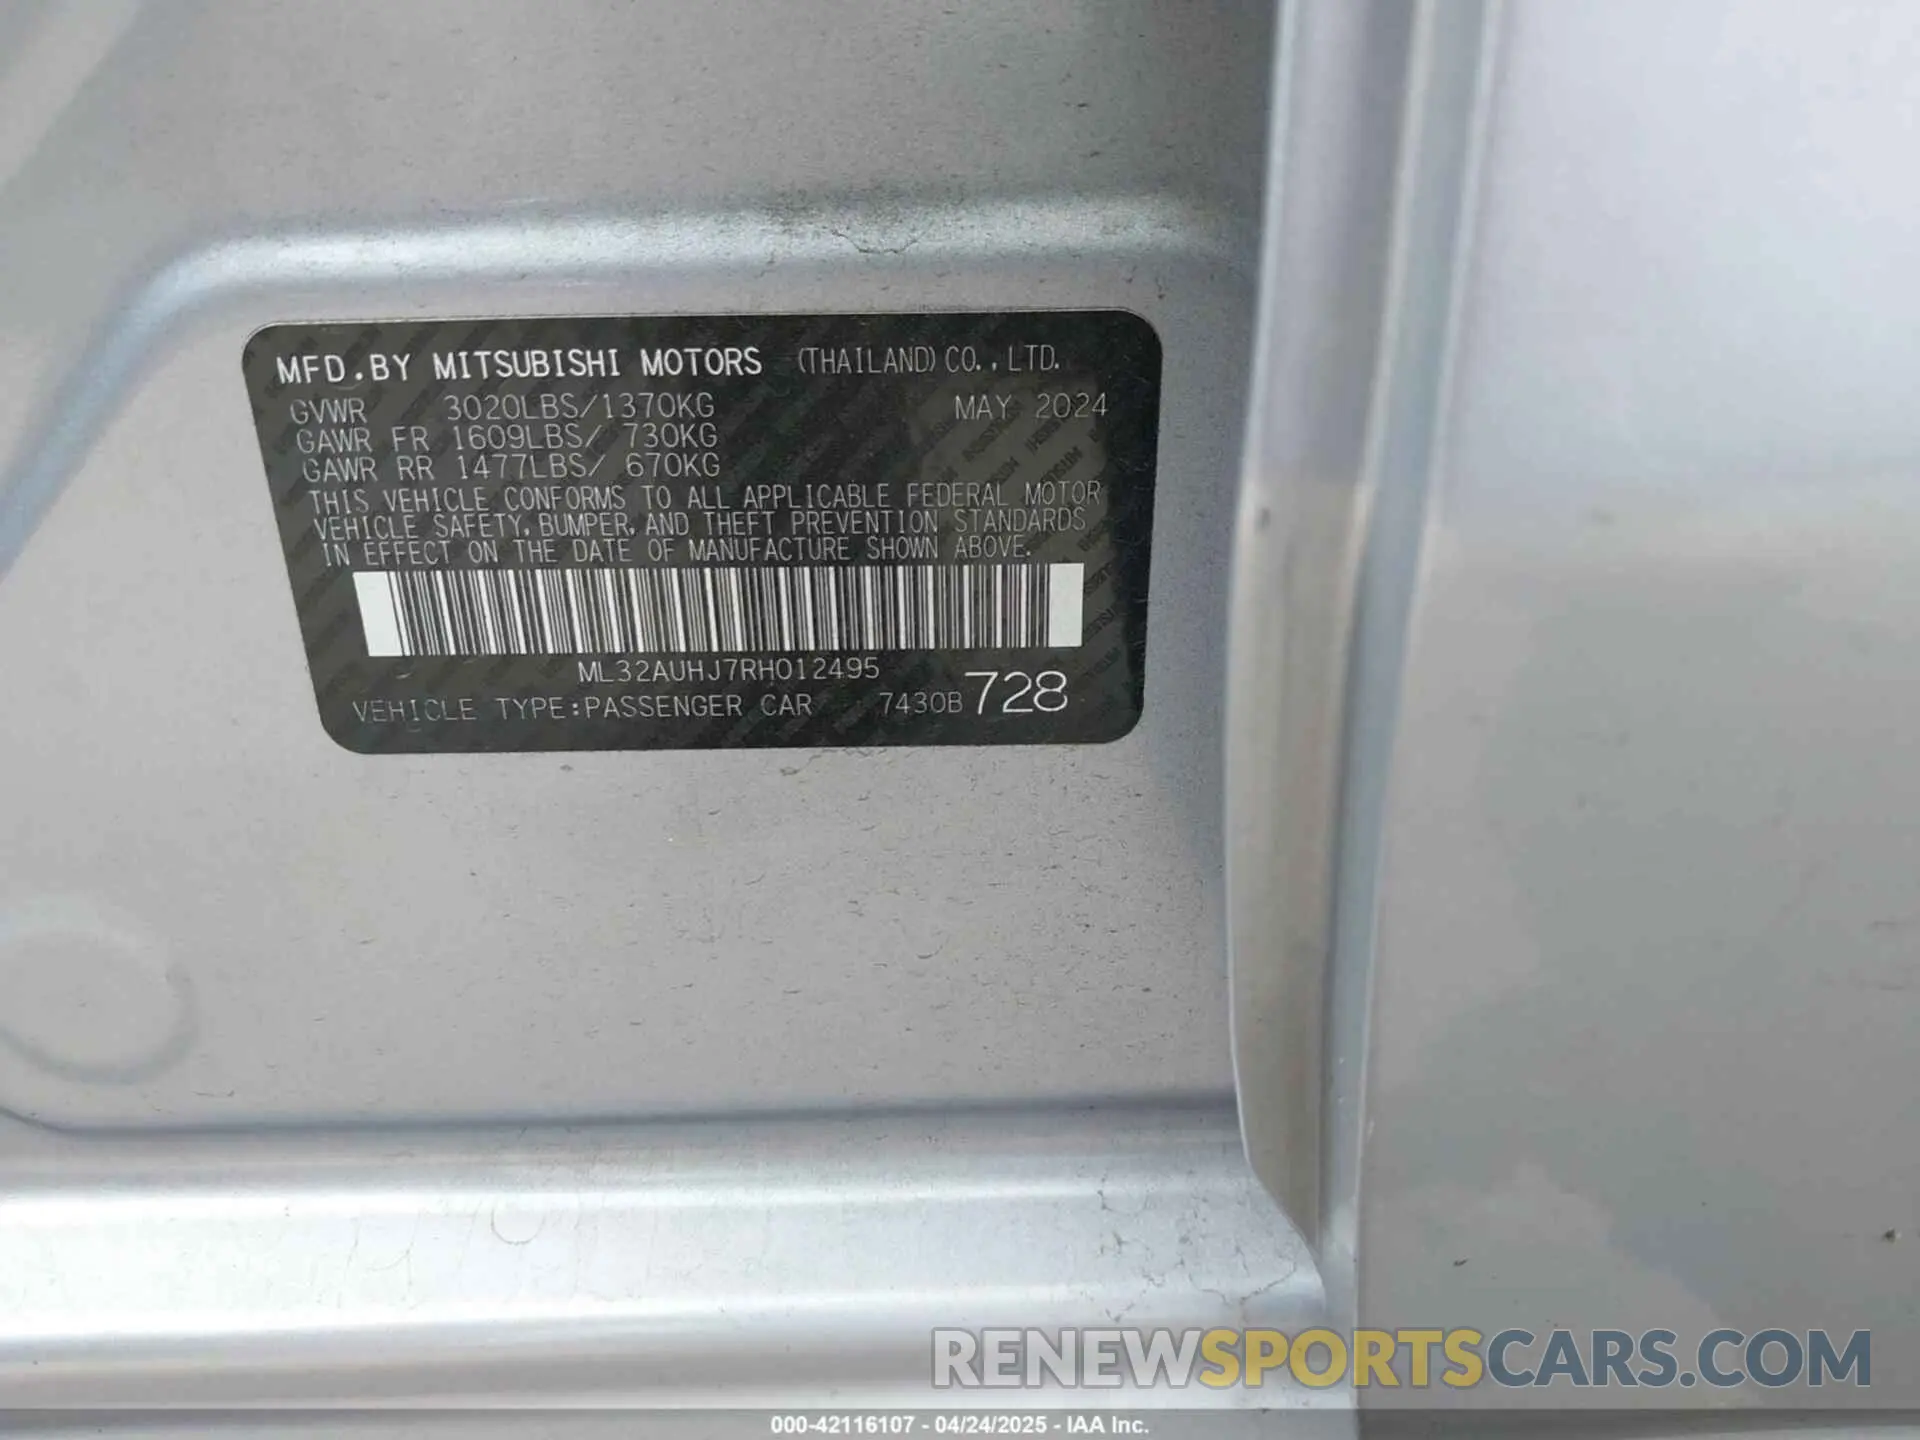 MFD.BY MITSUBISHI MOTORS (THAILAND) CO., LTD.
GVWR 3020LBS/1370KG MAY 2024
GAWR FR 1609LBS/ 730KG
GAWR RR 1477LBS/ 670KG
THIS VEHICLE CONFORMS TO ALL APPLICABLE FEDERAL MOTOR
VEHICLE SAFETY, BUMPER, AND THEFT PREVENTION STANDARDS
IN EFFECT ON THE DATE OF MANUFACTURE SHOWN ABOVE.
ML32AUHJ7RH012495
VEHICLE TYPE:PASSENGER CAR 7430B 728
RENEWSPORTSCARS.COM
000-42116107 - 04/24/2025 - IAA Inc.